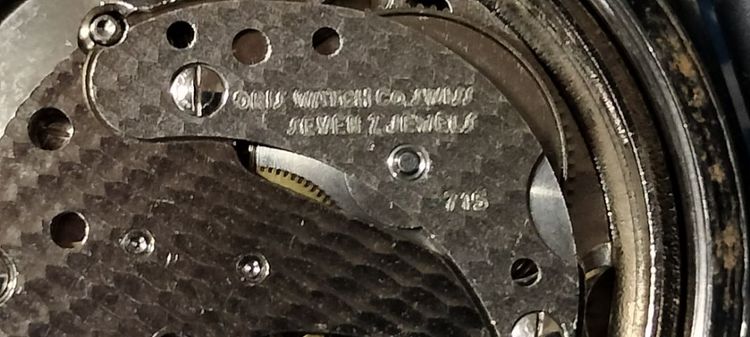 ORIS WATCH CO. SWISS
SEVEN 7 JEWELS
715